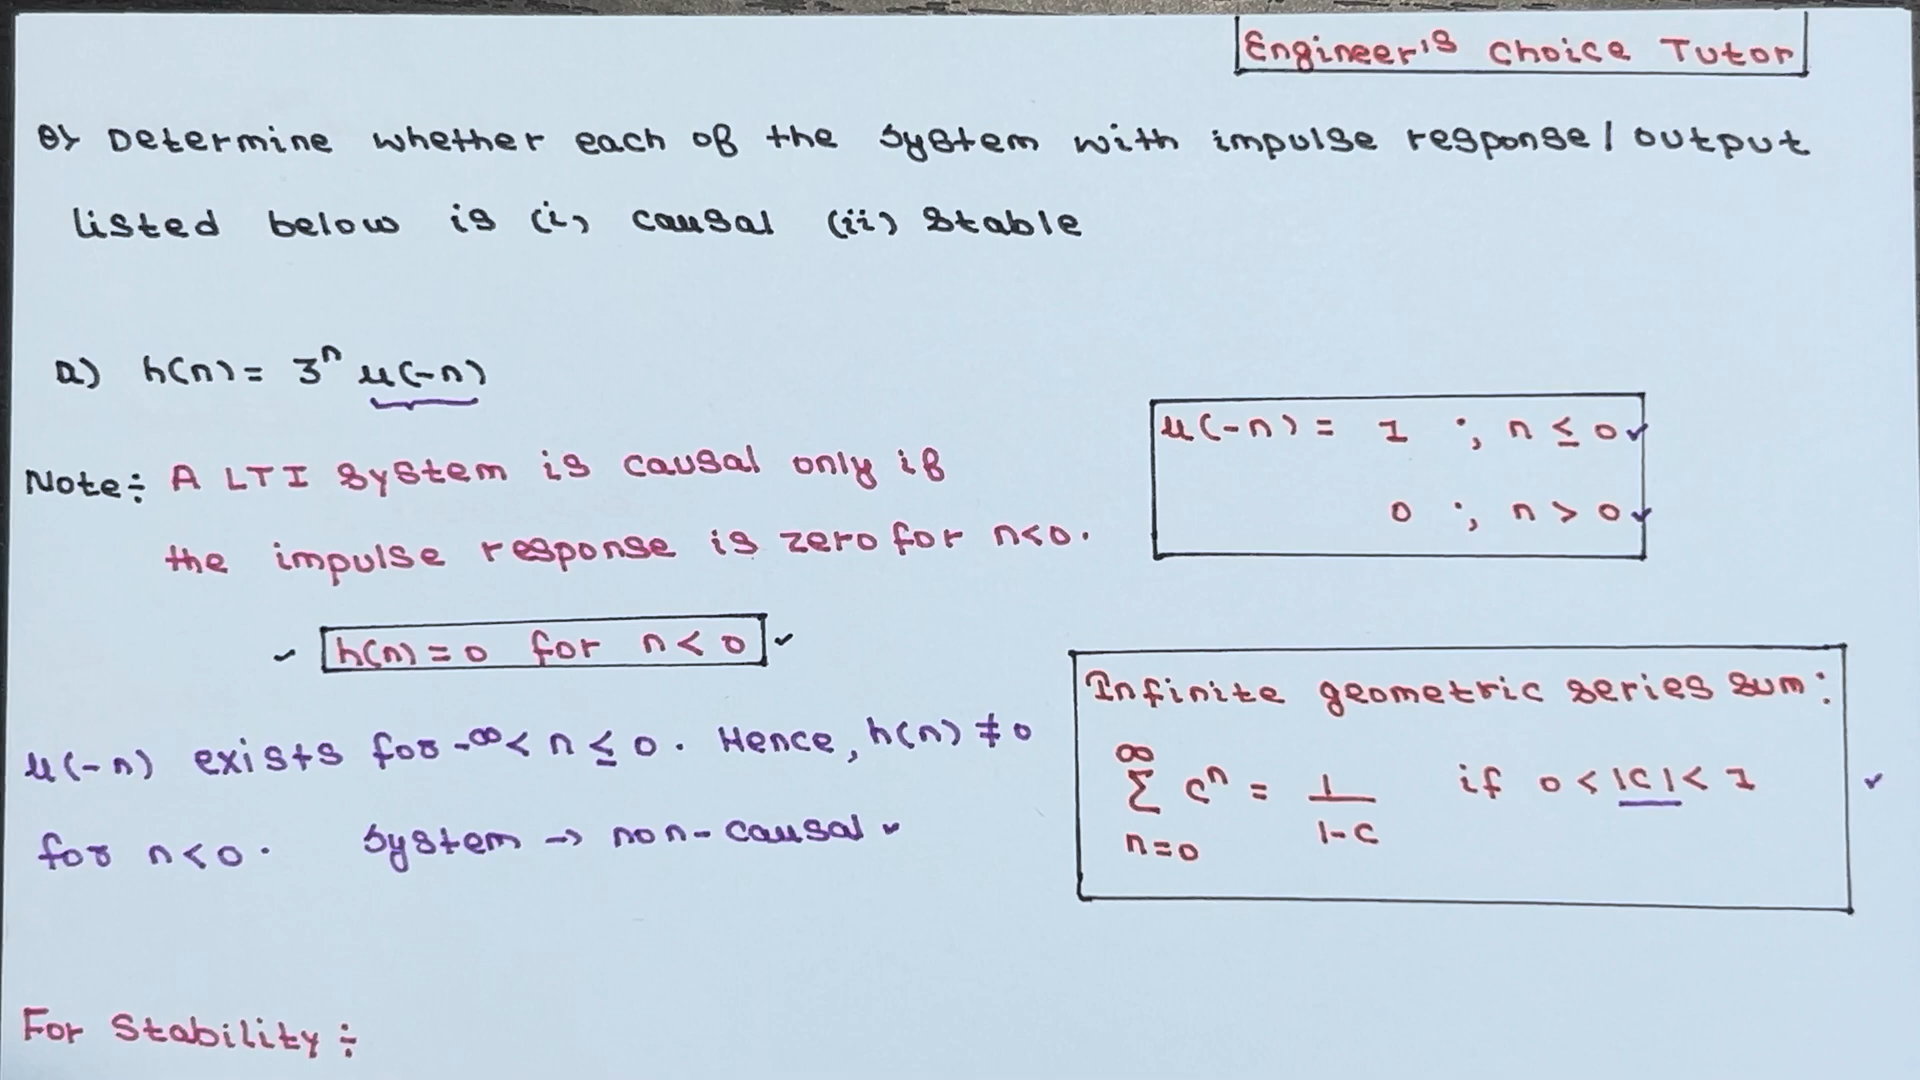 Engineer's Choice Tutor
Q) Determine whether each of the system with impulse response/output
listed below is (i) causal (ii) stable
a) h(n) = 3ⁿ u(-n)
Note: A LTI system is causal only if
the impulse response is zero for n<0.
h(n) = 0 for n < 0
u(-n) exists for -∞ < n ≤ 0. Hence, h(n) ≠ 0
for n<0. System → non-causal
u(-n) = 1 ; n ≤ 0
0 ; n > 0
Infinite geometric series sum:
∞
Σ cⁿ = 1/(1-c) if 0 < |c| < 1
n=0
For Stability: